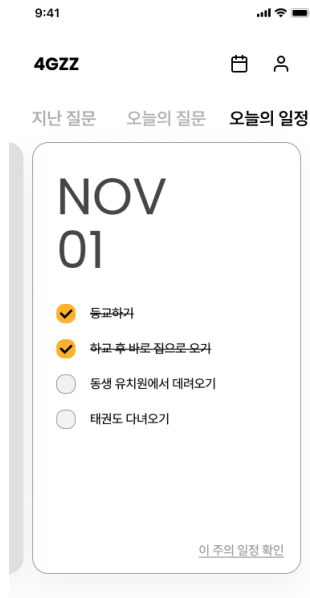 9:41
4GZZ
지난 질문 오늘의 질문 오늘의 일정
NOV
01
등교하기
하교 후 바로 집으로 오기
동생 유치원에서 데려오기
태권도 다녀오기
이 주의 일정 확인